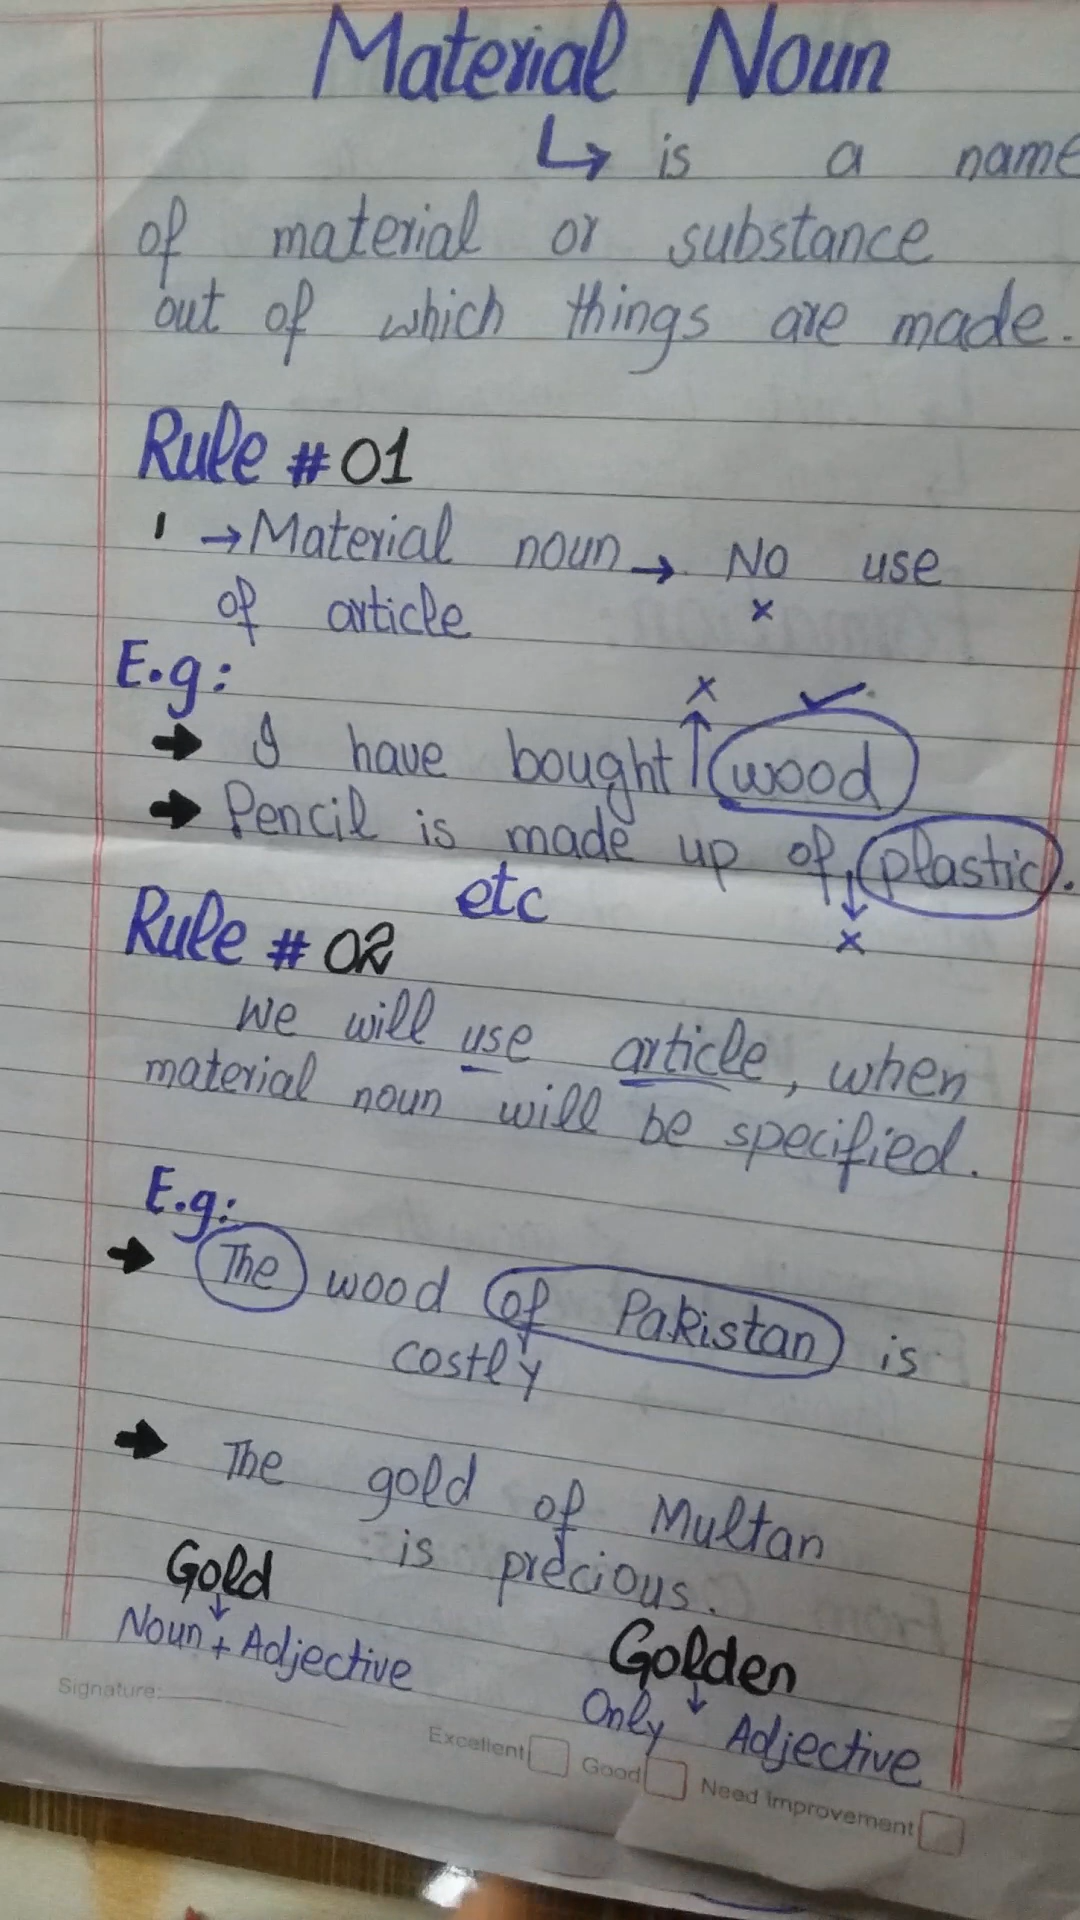 Material Noun
↳ is a name
of material or substance
out of which things are made.
Rule # 01
→ Material noun → No use
of article ×
E.g:
× ✓
➔ I have bought ↑ wood
➔ Pencil is made up of ↓ plastic.
etc ×
Rule # 02
We will use article, when
material noun will be specified.
E.g:
➔ The wood of Pakistan is
costly
➔ The gold of Multan
is precious.
Gold
↓
Noun + Adjective
Golden
↓
Only Adjective
Signature:
Excellent Good Need Improvement